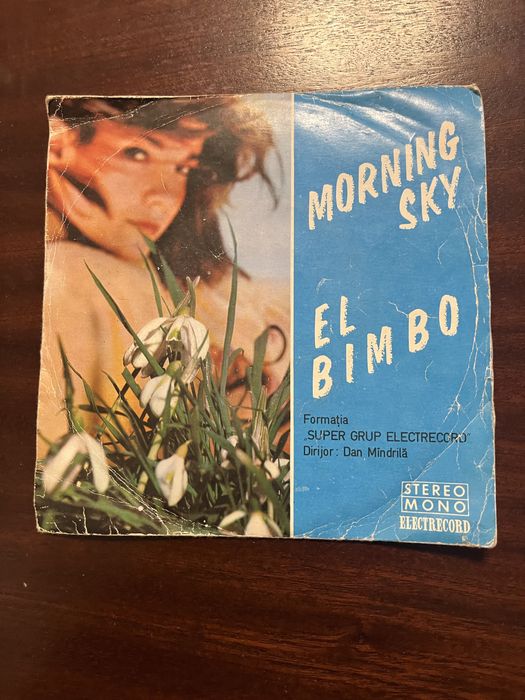 MORNING
SKY
EL
BIMBO
Formația
„SUPER GRUP ELECTRECORD”
Dirijor : Dan Mîndrilă
STEREO
MONO
ELECTRECORD